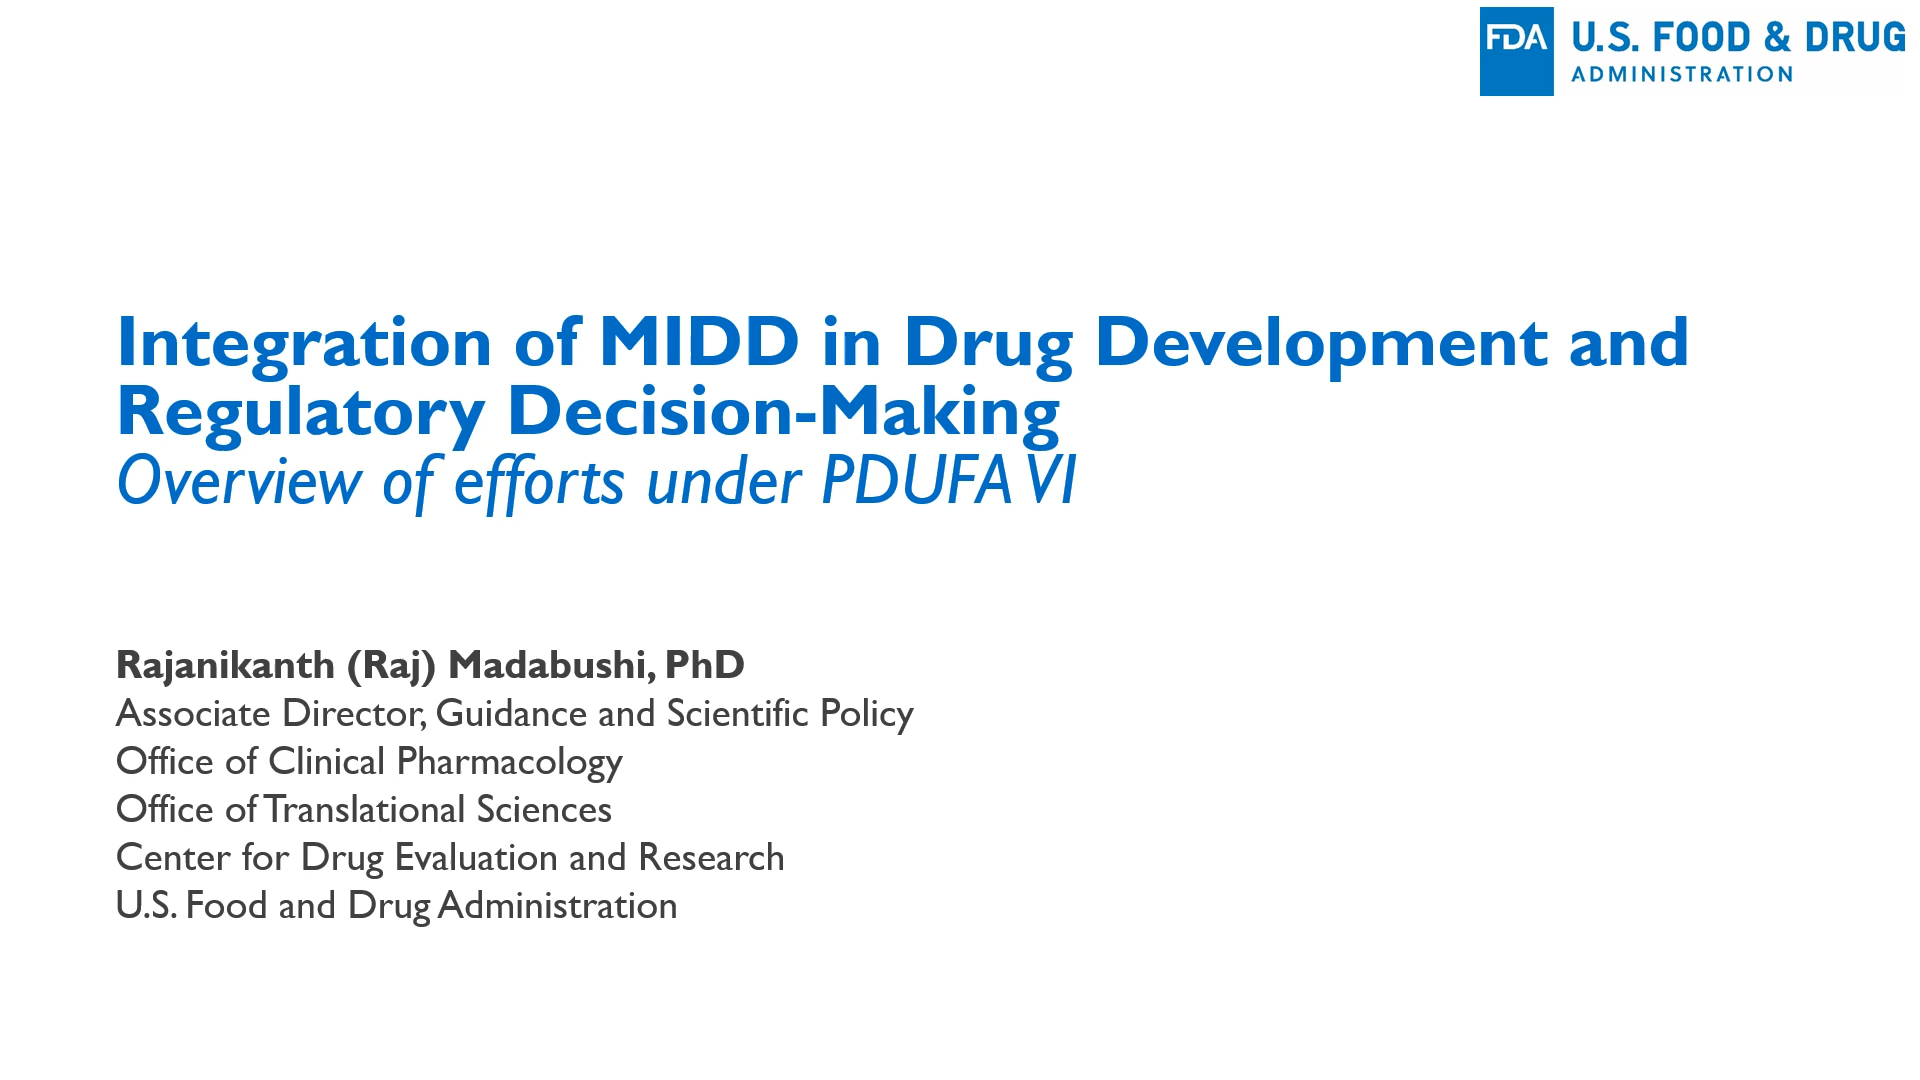 FDA U.S. FOOD & DRUG
ADMINISTRATION
Integration of MIDD in Drug Development and
Regulatory Decision-Making
Overview of efforts under PDUFA VI
Rajanikanth (Raj) Madabushi, PhD
Associate Director, Guidance and Scientific Policy
Office of Clinical Pharmacology
Office of Translational Sciences
Center for Drug Evaluation and Research
U.S. Food and Drug Administration